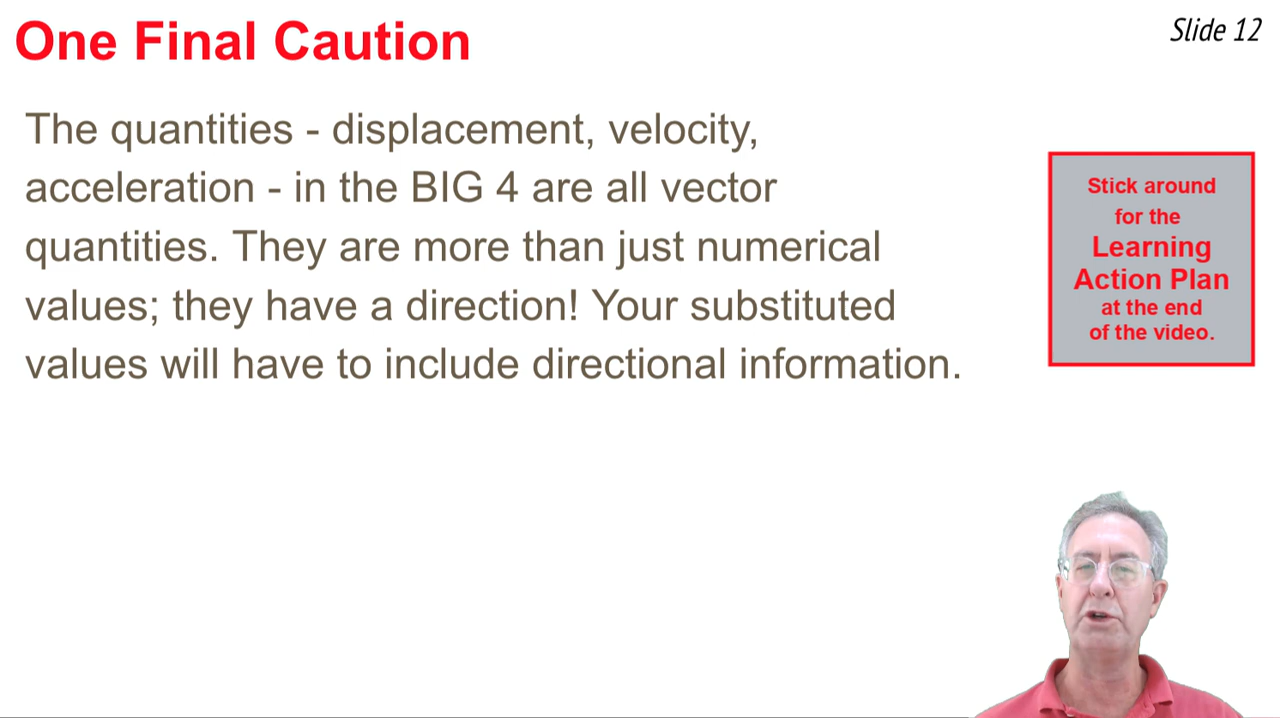 One Final Caution
Slide 12
The quantities - displacement, velocity,
acceleration - in the BIG 4 are all vector
quantities. They are more than just numerical
values; they have a direction! Your substituted
values will have to include directional information.
Stick around
for the
Learning
Action Plan
at the end
of the video.